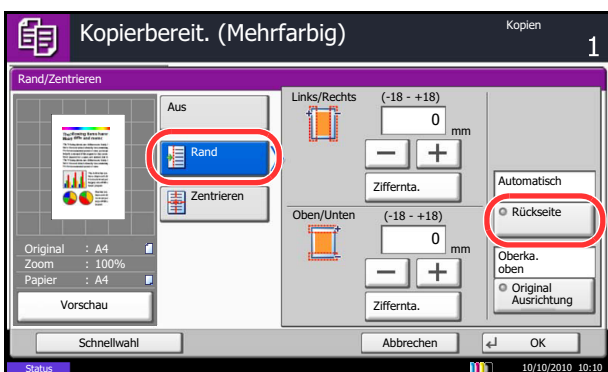 Kopierbereit. (Mehrfarbig)
Kopien
1
Rand/Zentrieren
Aus
Rand
Zentrieren
Original : A4
Zoom : 100%
Papier : A4
Vorschau
Links/Rechts (-18 - +18)
0 mm
Ziffernta.
Oben/Unten (-18 - +18)
0 mm
Ziffernta.
Automatisch
Rückseite
Oberka.
oben
Original
Ausrichtung
Schnellwahl
Abbrechen
OK
Status
10/10/2010 10:10